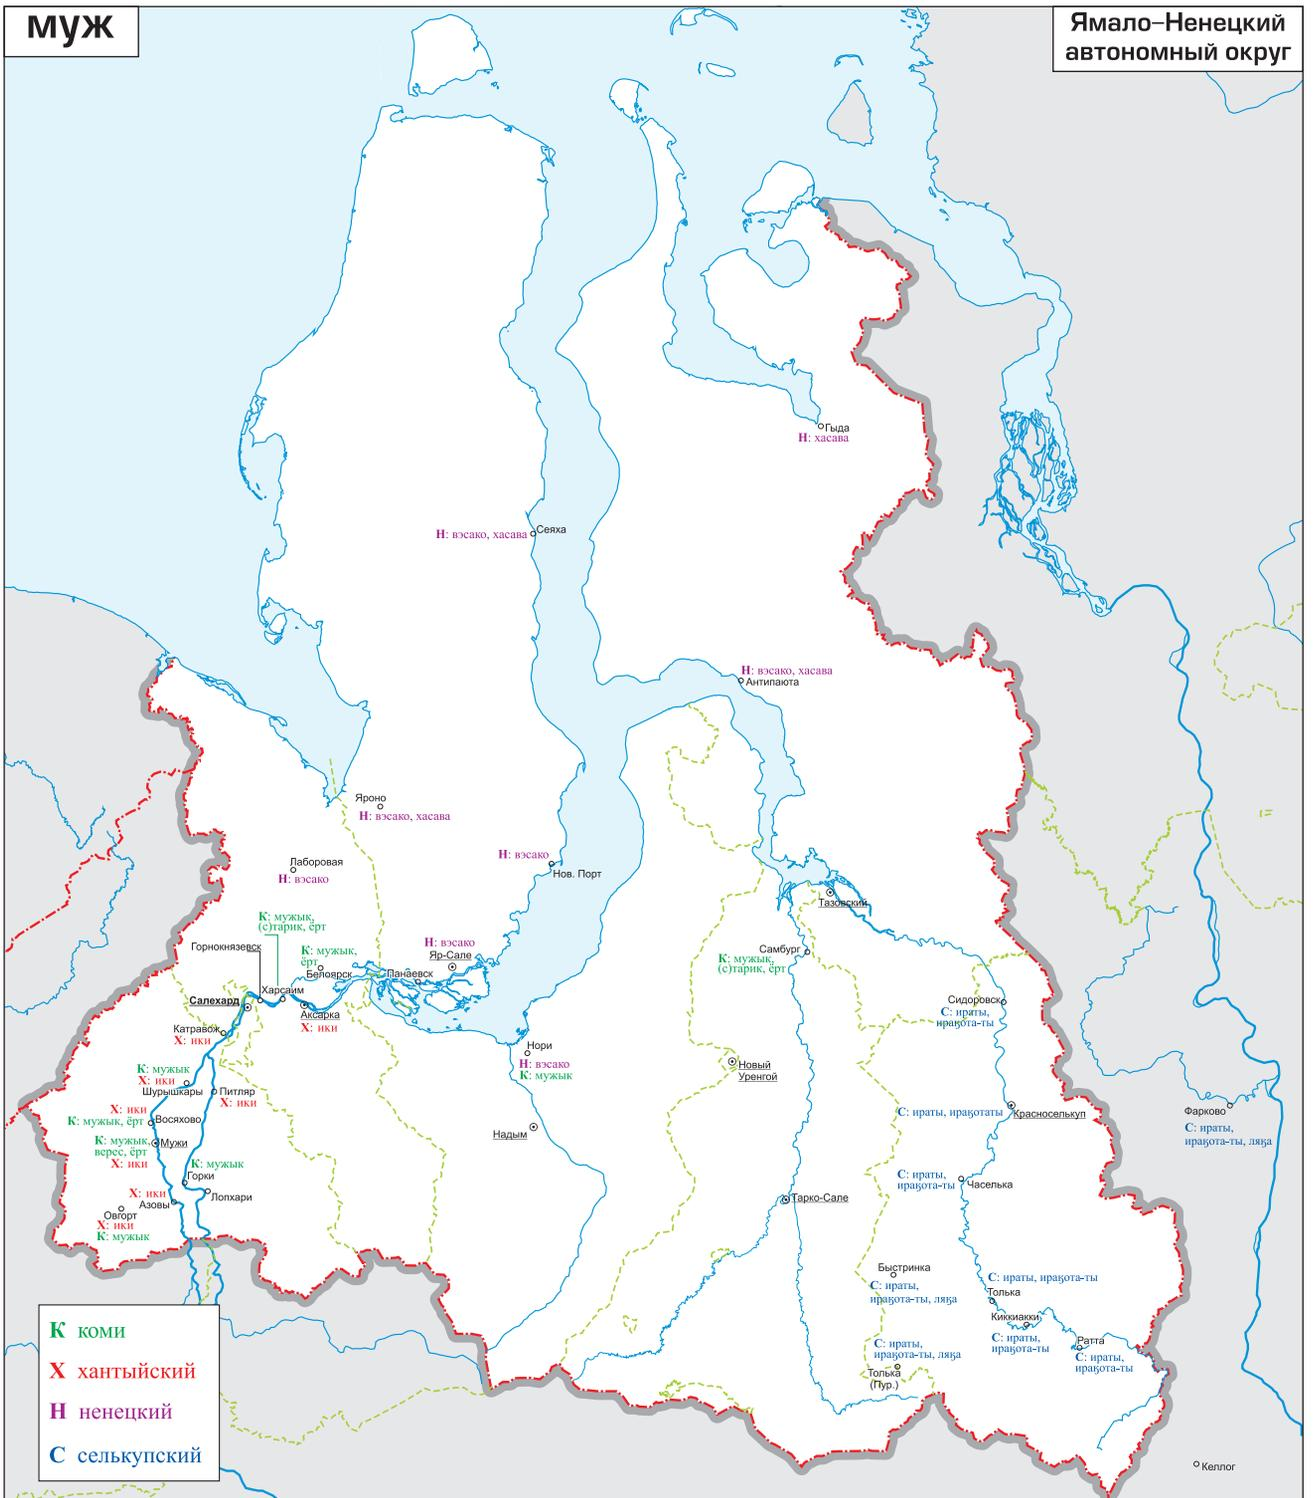 муж
Ямало–Ненецкий
автономный округ
Гыда
Н: хасава
Сеяха
Н: вэсако, хасава
Н: вэсако, хасава
Антипаюта
Яроно
Н: вэсако, хасава
Лаборовая
Н: вэсако
Н: вэсако
Нов. Порт
К: мужык,
(с)тарик, ёрт
Горнокнязевск
К: мужык,
ёрт
Белоярск
Н: вэсако
Яр-Сале
Панаевск
Харсаим
Салехард
Аксарка
Х: ики
Катравож
Х: ики
Тазовский
Самбург
К: мужык,
(с)тарик, ёрт
Сидоровск
С: ираты,
ираӄота-ты
Нори
Н: вэсако
К: мужык
Новый
Уренгой
К: мужык
Х: ики
Шурышкары
Питляр
Х: ики
Х: ики
К: мужык, ёрт
Восяхово
К: мужык,
верес, ёрт
Х: ики
Мужи
Надым
С: ираты, ираӄотаты
Красноселькуп
Фарково
С: ираты,
ираӄота-ты, ляӄа
К: мужык
Горки
Х: ики
Азовы
Лопхари
Овгорт
Х: ики
К: мужык
Тарко-Сале
С: ираты,
ираӄота-ты
Часелька
Быстринка
С: ираты,
ираӄота-ты, ляӄа
С: ираты, ираӄота-ты
Толька
Киккиакки
С: ираты,
ираӄота-ты
Ратта
С: ираты,
ираӄота-ты
С: ираты,
ираӄота-ты, ляӄа
Толька
(Пур.)
Келлог
К коми
Х хантыйский
Н ненецкий
С селькупский